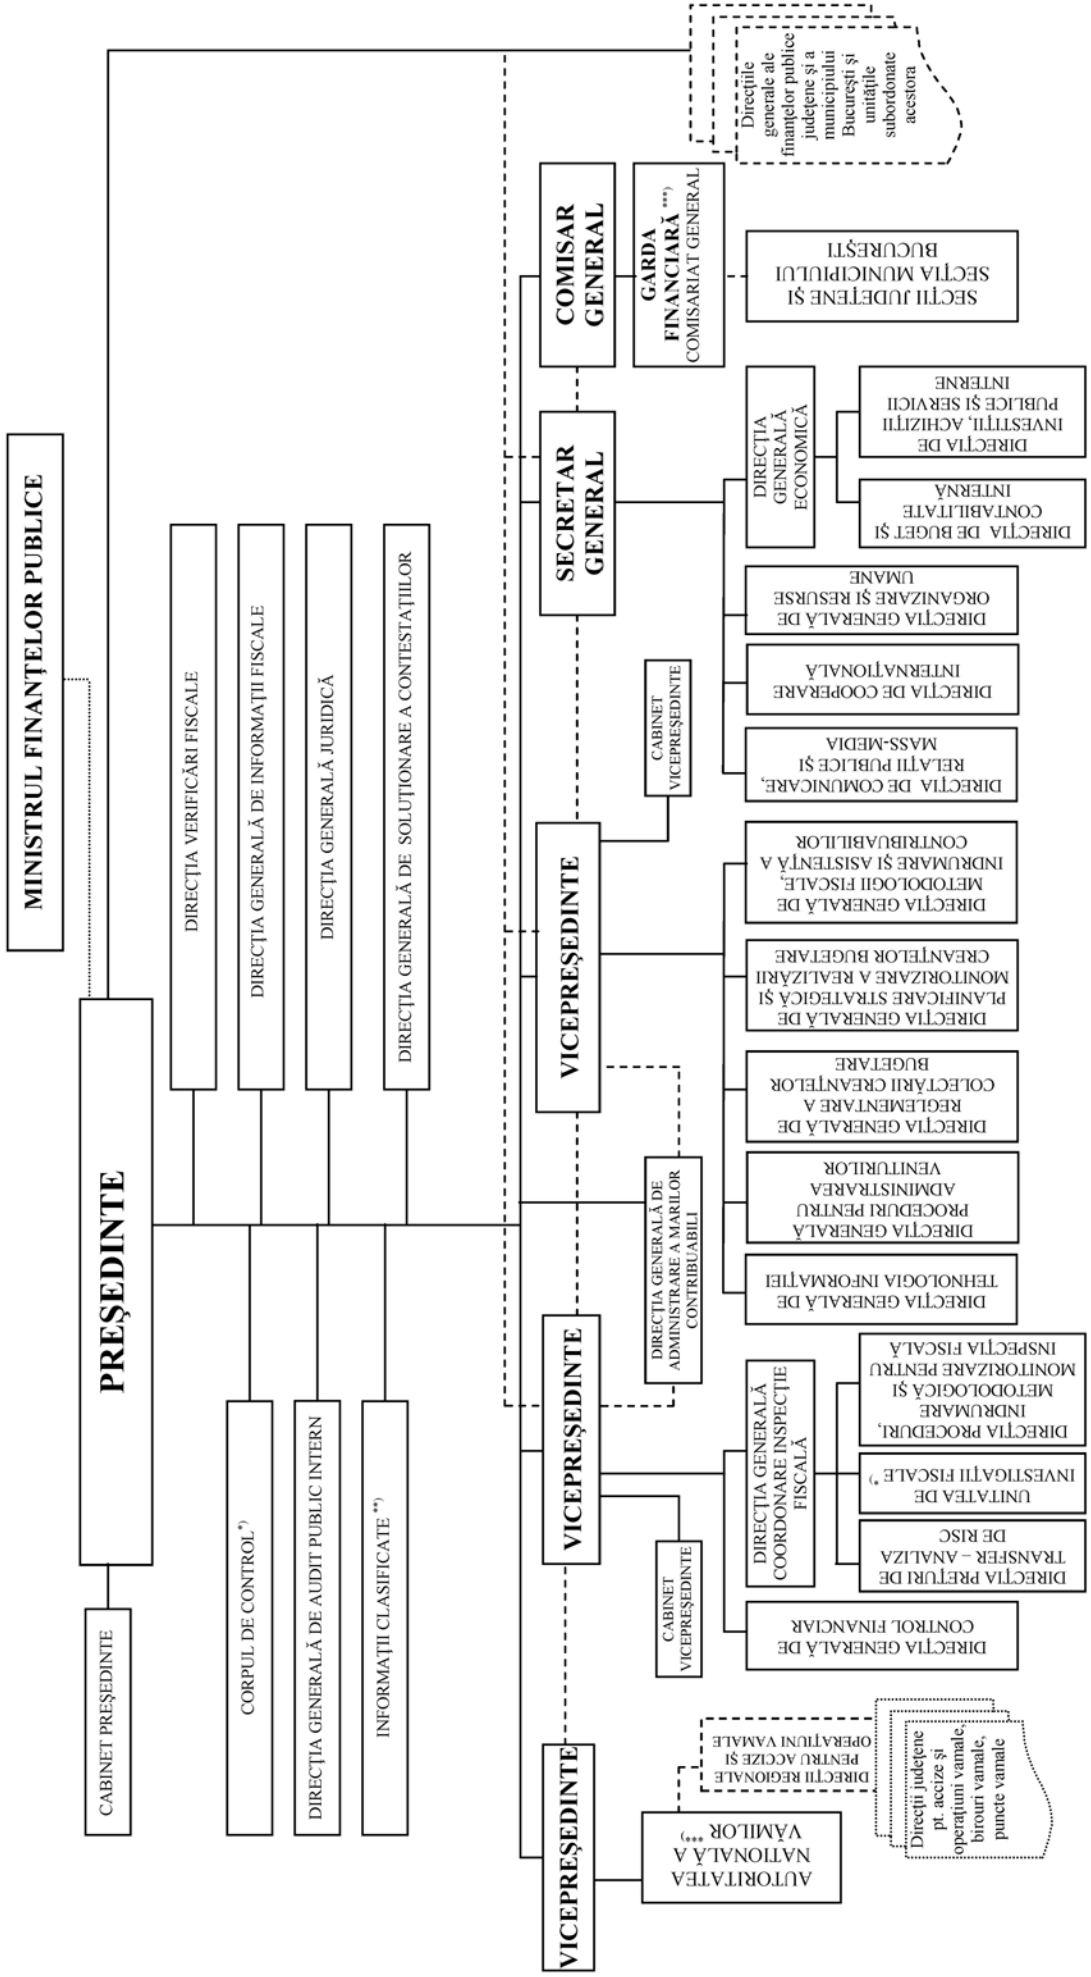 MINISTRUL FINANȚELOR PUBLICE
CABINET PREȘEDINTE
PREȘEDINTE
DIRECȚIA VERIFICĂRI FISCALE
CORPUL DE CONTROL*)
DIRECȚIA GENERALĂ DE INFORMAȚII FISCALE
DIRECȚIA GENERALĂ DE AUDIT PUBLIC INTERN
DIRECȚIA GENERALĂ JURIDICĂ
INFORMAȚII CLASIFICATE **)
DIRECȚIA GENERALĂ DE SOLUȚIONARE A CONTESTAȚIILOR
VICEPREȘEDINTE
VICEPREȘEDINTE
VICEPREȘEDINTE
SECRETAR
GENERAL
COMISAR
GENERAL
AUTORITATEA
NAȚIONALĂ A
VĂMILOR ***)
DIRECȚII REGIONALE
PENTRU ACCIZE ȘI
OPERAȚIUNI VAMALE
Direcții județene
pt. accize și
operațiuni vamale,
birouri vamale,
puncte vamale
CABINET
VICEPREȘEDINTE
DIRECȚIA GENERALĂ DE
ADMINISTRARE A MARILOR
CONTRIBUABILI
CABINET
VICEPREȘEDINTE
GARDA
FINANCIARĂ ***)
COMISARIAT GENERAL
DIRECȚIA GENERALĂ DE
CONTROL FINANCIAR
DIRECȚIA GENERALĂ
COORDONARE INSPECȚIE
FISCALĂ
DIRECȚIA PREȚURI DE
TRANSFER – ANALIZA
DE RISC
UNITATEA DE
INVESTIGAȚII FISCALE *)
DIRECȚIA PROCEDURI,
INDRUMARE
METODOLOGICĂ ȘI
MONITORIZARE PENTRU
INSPECȚIA FISCALĂ
DIRECȚIA GENERALĂ DE
TEHNOLOGIA INFORMAȚIEI
DIRECȚIA GENERALĂ
PROCEDURI PENTRU
ADMINISTRAREA
VENITURILOR
DIRECȚIA GENERALĂ DE
REGLEMENTARE A
COLECTĂRII CREANȚELOR
BUGETARE
DIRECȚIA GENERALĂ DE
PLANIFICARE STRATEGICĂ ȘI
MONITORIZARE A REALIZĂRII
CREANȚELOR BUGETARE
DIRECȚIA GENERALĂ DE
METODOLOGII FISCALE,
INDRUMARE ȘI ASISTENȚĂ A
CONTRIBUABILILOR
DIRECȚIA DE COMUNICARE,
RELAȚII PUBLICE ȘI
MASS-MEDIA
DIRECȚIA DE COOPERARE
INTERNAȚIONALĂ
DIRECȚIA GENERALĂ DE
ORGANIZARE ȘI RESURSE
UMANE
DIRECȚIA
GENERALĂ
ECONOMICĂ
DIRECȚIA DE BUGET ȘI
CONTABILITATE
INTERNĂ
DIRECȚIA DE
INVESTIȚII, ACHIZIȚII
PUBLICE ȘI SERVICII
INTERNE
SECȚII JUDEȚENE ȘI
SECȚIA MUNICIPIULUI
BUCUREȘTI
Direcțiile
generale ale
finanțelor publice
județene și a
municipiului
București și
unitățile
subordonate
acestora